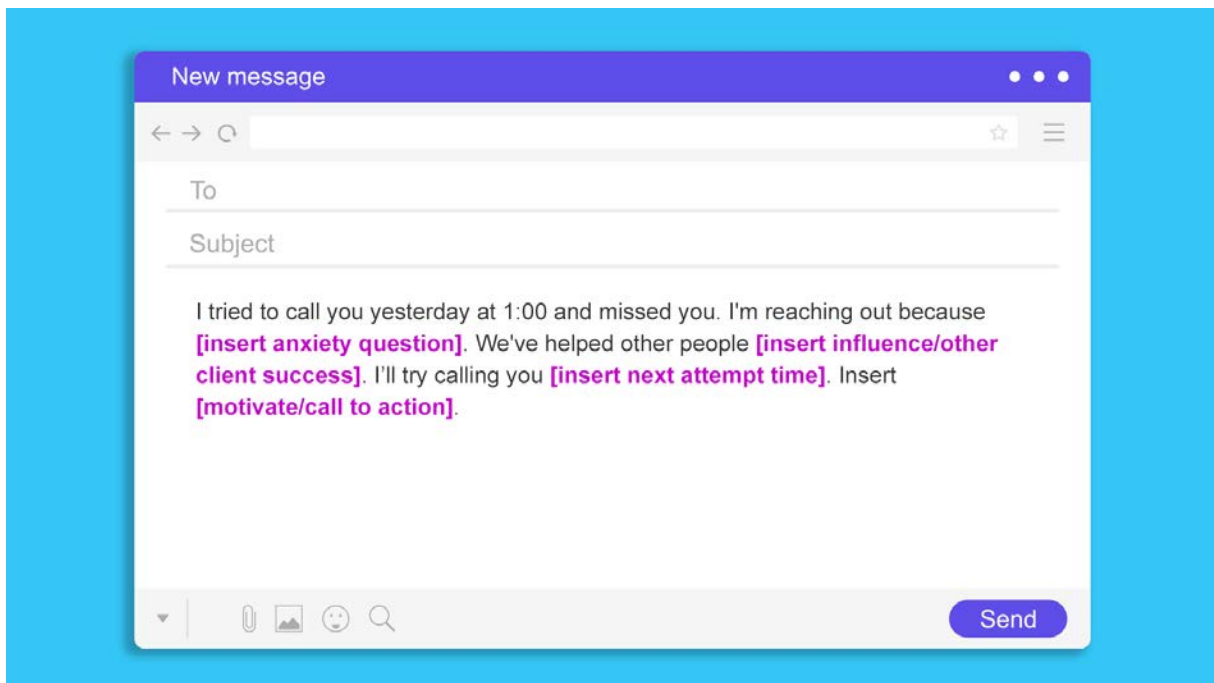 New message
To
Subject
I tried to call you yesterday at 1:00 and missed you. I'm reaching out because
[insert anxiety question]. We've helped other people [insert influence/other
client success]. I'll try calling you [insert next attempt time]. Insert
[motivate/call to action].
Send